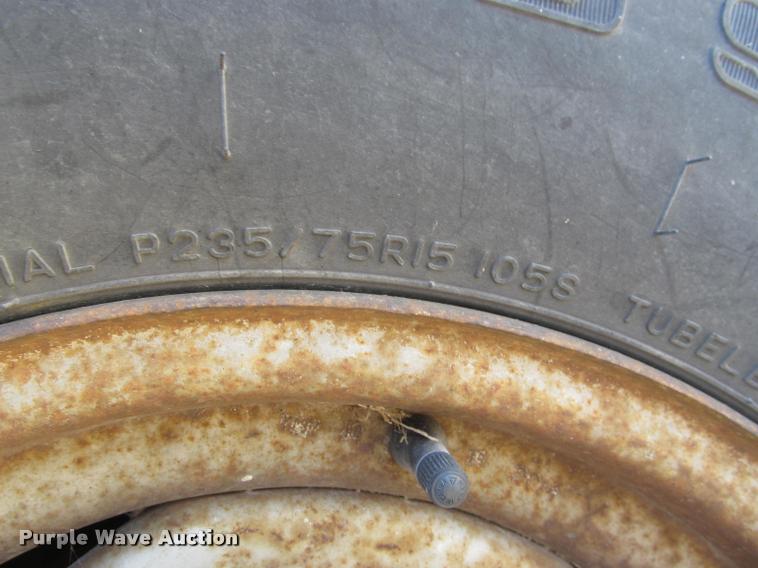 IAL P235/75R15 105S TUBELE
Purple Wave Auction